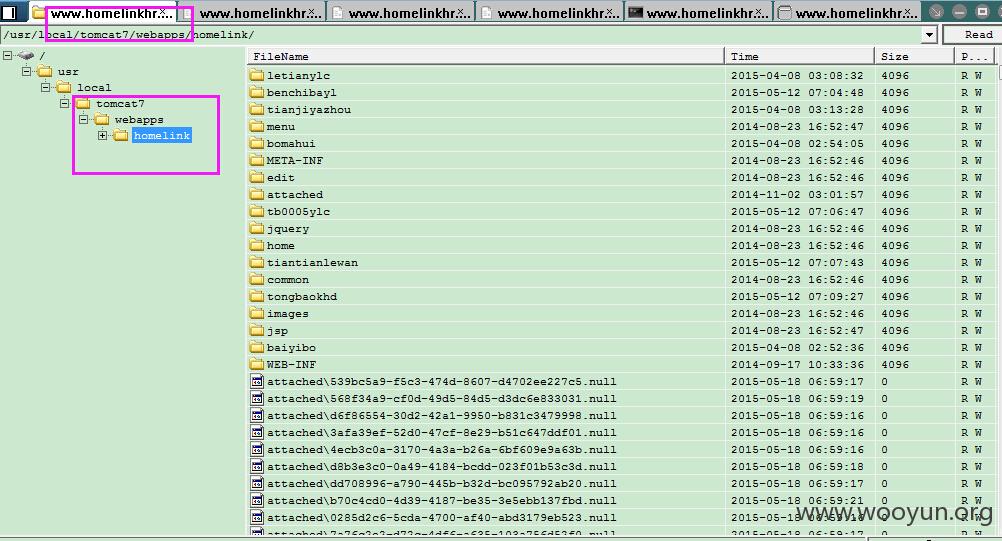 www.homelinkhr... www.homelinkhr... www.homelinkhr... www.homelinkhr... www.homelinkhr...
/usr/local/tomcat7/webapps/homelink/ Read
/
usr
local
tomcat7
webapps
homelink
FileName Time Size P...
letianylc 2015-04-08 03:08:32 4096 R W
benchibayl 2015-05-12 07:04:48 4096 R W
tianjiyazhou 2015-04-08 03:13:28 4096 R W
menu 2014-08-23 16:52:47 4096 R W
bomahui 2015-04-08 02:54:05 4096 R W
META-INF 2014-08-23 16:52:46 4096 R W
edit 2014-08-23 16:52:46 4096 R W
attached 2014-11-02 03:01:57 4096 R W
tb0005ylc 2015-05-12 07:06:47 4096 R W
jquery 2014-08-23 16:52:46 4096 R W
home 2014-08-23 16:52:46 4096 R W
tiantianlewan 2015-05-12 07:07:43 4096 R W
common 2014-08-23 16:52:46 4096 R W
tongbaokhd 2015-05-12 07:09:27 4096 R W
images 2014-08-23 16:52:46 4096 R W
jsp 2014-08-23 16:52:47 4096 R W
baiyibo 2015-04-08 02:52:36 4096 R W
WEB-INF 2014-09-17 10:33:36 4096 R W
attached\539bc5a9-f5c3-474d-8607-d4702ee227c5.null 2015-05-18 06:59:17 0 R W
attached\568f34a9-cf0d-49d5-84d5-d3dc6e833031.null 2015-05-18 06:59:19 0 R W
attached\d6f86554-30d2-42a1-9950-b831c3479998.null 2015-05-18 06:59:16 0 R W
attached\3afa39ef-52d0-47cf-8e29-b51c647ddf01.null 2015-05-18 06:59:16 0 R W
attached\4ecb3c0a-3170-4a3a-b26a-6bf609e9a63b.null 2015-05-18 06:59:16 0 R W
attached\d8b3e3c0-0a49-4184-bcdd-023f01b53c3d.null 2015-05-18 06:59:18 0 R W
attached\dd708996-a790-445b-b32d-bc095792ab20.null 2015-05-18 06:59:17 0 R W
attached\b70c4cd0-4d39-4187-be35-3e5ebb137fbd.null 2015-05-18 06:59:21 0 R W
attached\0285d2c6-5cda-4700-af40-abd3179eb523.null 2015-05-18 06:59:16 0 R W
www.wooyun.org